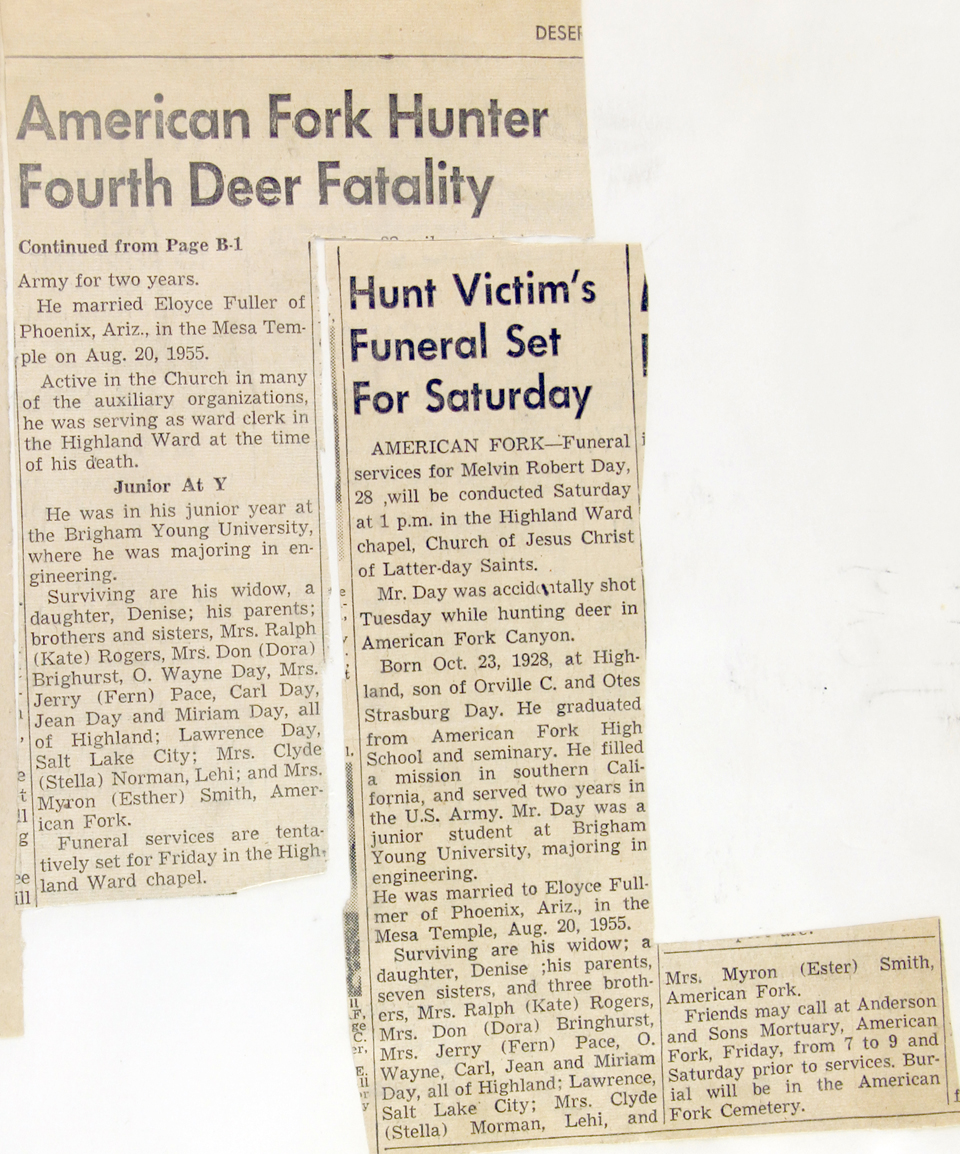 DESER
American Fork Hunter
Fourth Deer Fatality
Continued from Page B-1
Army for two years.
He married Eloyce Fuller of
Phoenix, Ariz., in the Mesa Tem-
ple on Aug. 20, 1955.
Active in the Church in many
of the auxiliary organizations,
he was serving as ward clerk in
the Highland Ward at the time
of his death.
Junior At Y
He was in his junior year at
the Brigham Young University,
where he was majoring in en-
gineering.
Surviving are his widow, a
daughter, Denise; his parents;
brothers and sisters, Mrs. Ralph
(Kate) Rogers, Mrs. Don (Dora)
Brighurst, O. Wayne Day, Mrs.
Jerry (Fern) Pace, Carl Day,
Jean Day and Miriam Day, all
of Highland; Lawrence Day,
Salt Lake City; Mrs. Clyde
(Stella) Norman, Lehi; and Mrs.
Myron (Esther) Smith, Amer-
ican Fork.
Funeral services are tenta-
tively set for Friday in the High-
land Ward chapel.
Hunt Victim's
Funeral Set
For Saturday
AMERICAN FORK—Funeral
services for Melvin Robert Day,
28 ,will be conducted Saturday
at 1 p.m. in the Highland Ward
chapel, Church of Jesus Christ
of Latter-day Saints.
Mr. Day was accidentally shot
Tuesday while hunting deer in
American Fork Canyon.
Born Oct. 23, 1928, at High-
land, son of Orville C. and Otes
Strasburg Day. He graduated
from American Fork High
School and seminary. He filled
a mission in southern Cali-
fornia, and served two years in
the U.S. Army. Mr. Day was a
junior student at Brigham
Young University, majoring in
engineering.
He was married to Eloyce Full-
mer of Phoenix, Ariz., in the
Mesa Temple, Aug. 20, 1955.
Surviving are his widow; a
daughter, Denise ;his parents,
seven sisters, and three broth-
ers, Mrs. Ralph (Kate) Rogers,
Mrs. Don (Dora) Bringhurst,
Mrs. Jerry (Fern) Pace, O.
Wayne, Carl, Jean and Miriam
Day, all of Highland; Lawrence,
Salt Lake City; Mrs. Clyde
(Stella) Morman, Lehi, and
Mrs. Myron (Ester) Smith,
American Fork.
Friends may call at Anderson
and Sons Mortuary, American
Fork, Friday, from 7 to 9 and
Saturday prior to services. Bur-
ial will be in the American
Fork Cemetery.